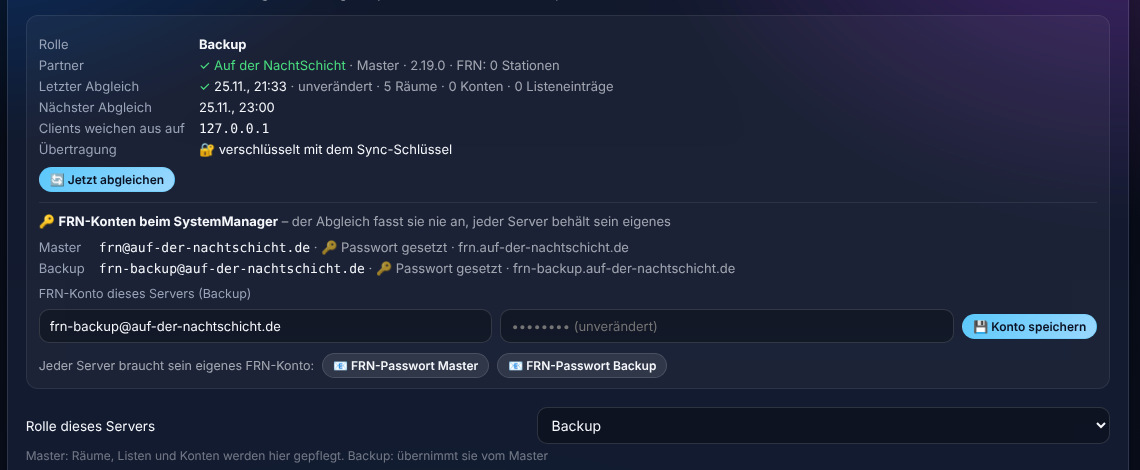 Rolle Backup
Partner ✓ Auf der NachtSchicht · Master · 2.19.0 · FRN: 0 Stationen
Letzter Abgleich ✓ 25.11., 21:33 · unverändert · 5 Räume · 0 Konten · 0 Listeneinträge
Nächster Abgleich 25.11., 23:00
Clients weichen aus auf 127.0.0.1
Übertragung 🔐 verschlüsselt mit dem Sync-Schlüssel
🔄 Jetzt abgleichen
🔑 FRN-Konten beim SystemManager – der Abgleich fasst sie nie an, jeder Server behält sein eigenes
Master frn@auf-der-nachtschicht.de · 🔑 Passwort gesetzt · frn.auf-der-nachtschicht.de
Backup frn-backup@auf-der-nachtschicht.de · 🔑 Passwort gesetzt · frn-backup.auf-der-nachtschicht.de
FRN-Konto dieses Servers (Backup)
frn-backup@auf-der-nachtschicht.de •••••••• (unverändert) 💾 Konto speichern
Jeder Server braucht sein eigenes FRN-Konto: 📧 FRN-Passwort Master 📧 FRN-Passwort Backup
Rolle dieses Servers Backup
Master: Räume, Listen und Konten werden hier gepflegt. Backup: übernimmt sie vom Master